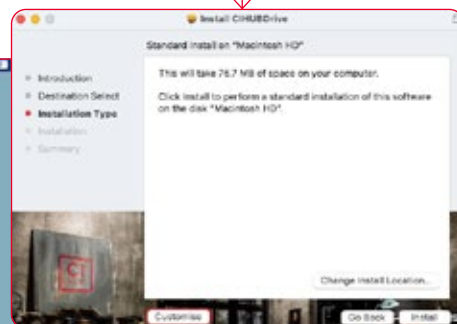 Install CIHUBDrive
Standard Install on "Macintosh HD"
Introduction
Destination Select
Installation Type
Installation
Summary
This will take 76.7 MB of space on your computer.
Click Install to perform a standard installation of this software
on the disk "Macintosh HD".
CI
Change Install Location...
Customise
Go Back
Install